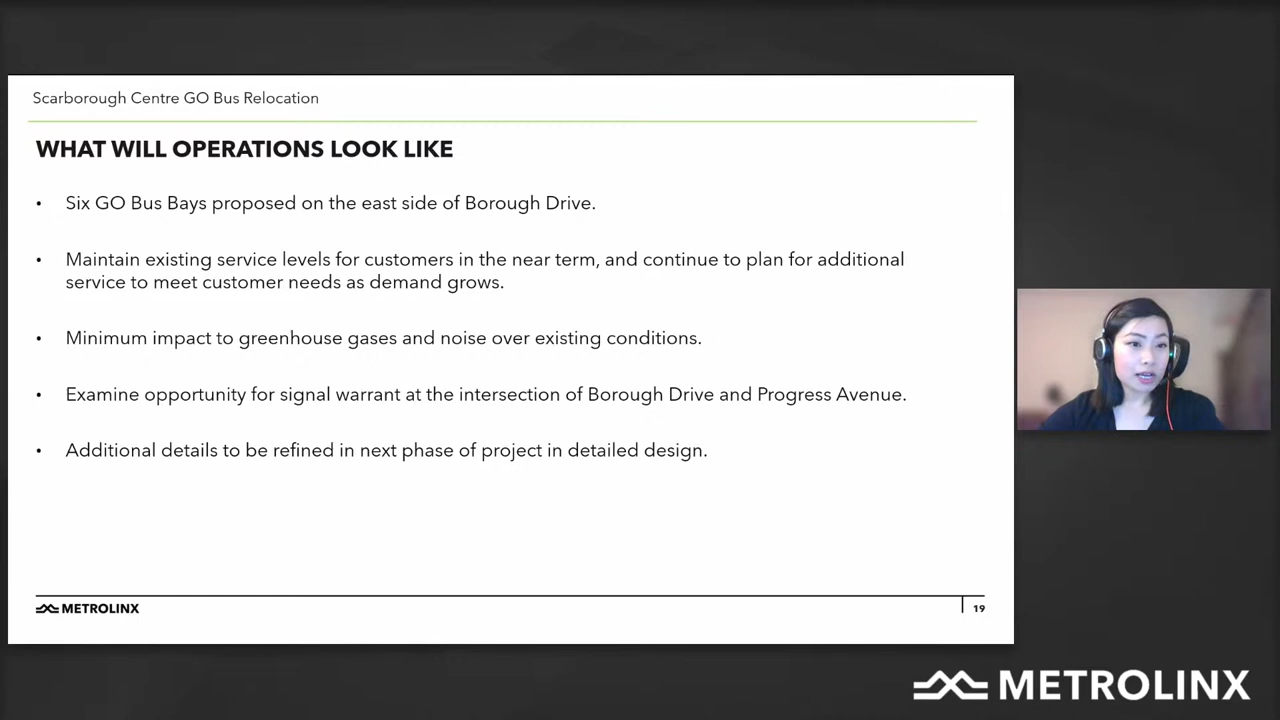 Scarborough Centre GO Bus Relocation
WHAT WILL OPERATIONS LOOK LIKE
• Six GO Bus Bays proposed on the east side of Borough Drive.
• Maintain existing service levels for customers in the near term, and continue to plan for additional
service to meet customer needs as demand grows.
• Minimum impact to greenhouse gases and noise over existing conditions.
• Examine opportunity for signal warrant at the intersection of Borough Drive and Progress Avenue.
• Additional details to be refined in next phase of project in detailed design.
METROLINX
19
METROLINX